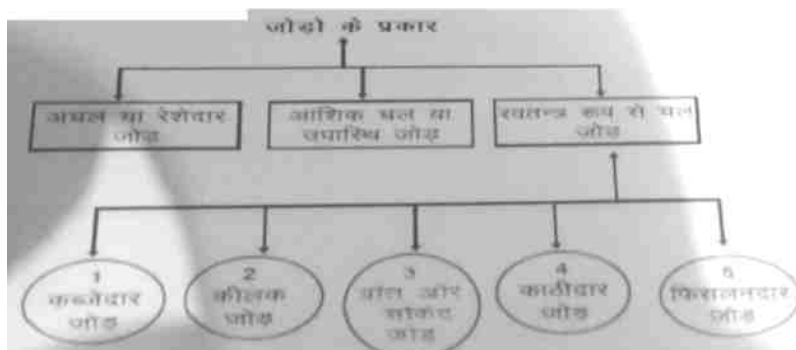 जोड़ो के प्रकार
अचल या रेशेदार
जोड़
आंशिक चल या
उपास्थि जोड़
स्वतन्त्र रूप से चल
जोड़
1
कब्जेदार
जोड़
2
कीलक
जोड़
3
बॉल और
सॉकेट
जोड़
4
काठीदार
जोड़
5
फिसलनदार
जोड़